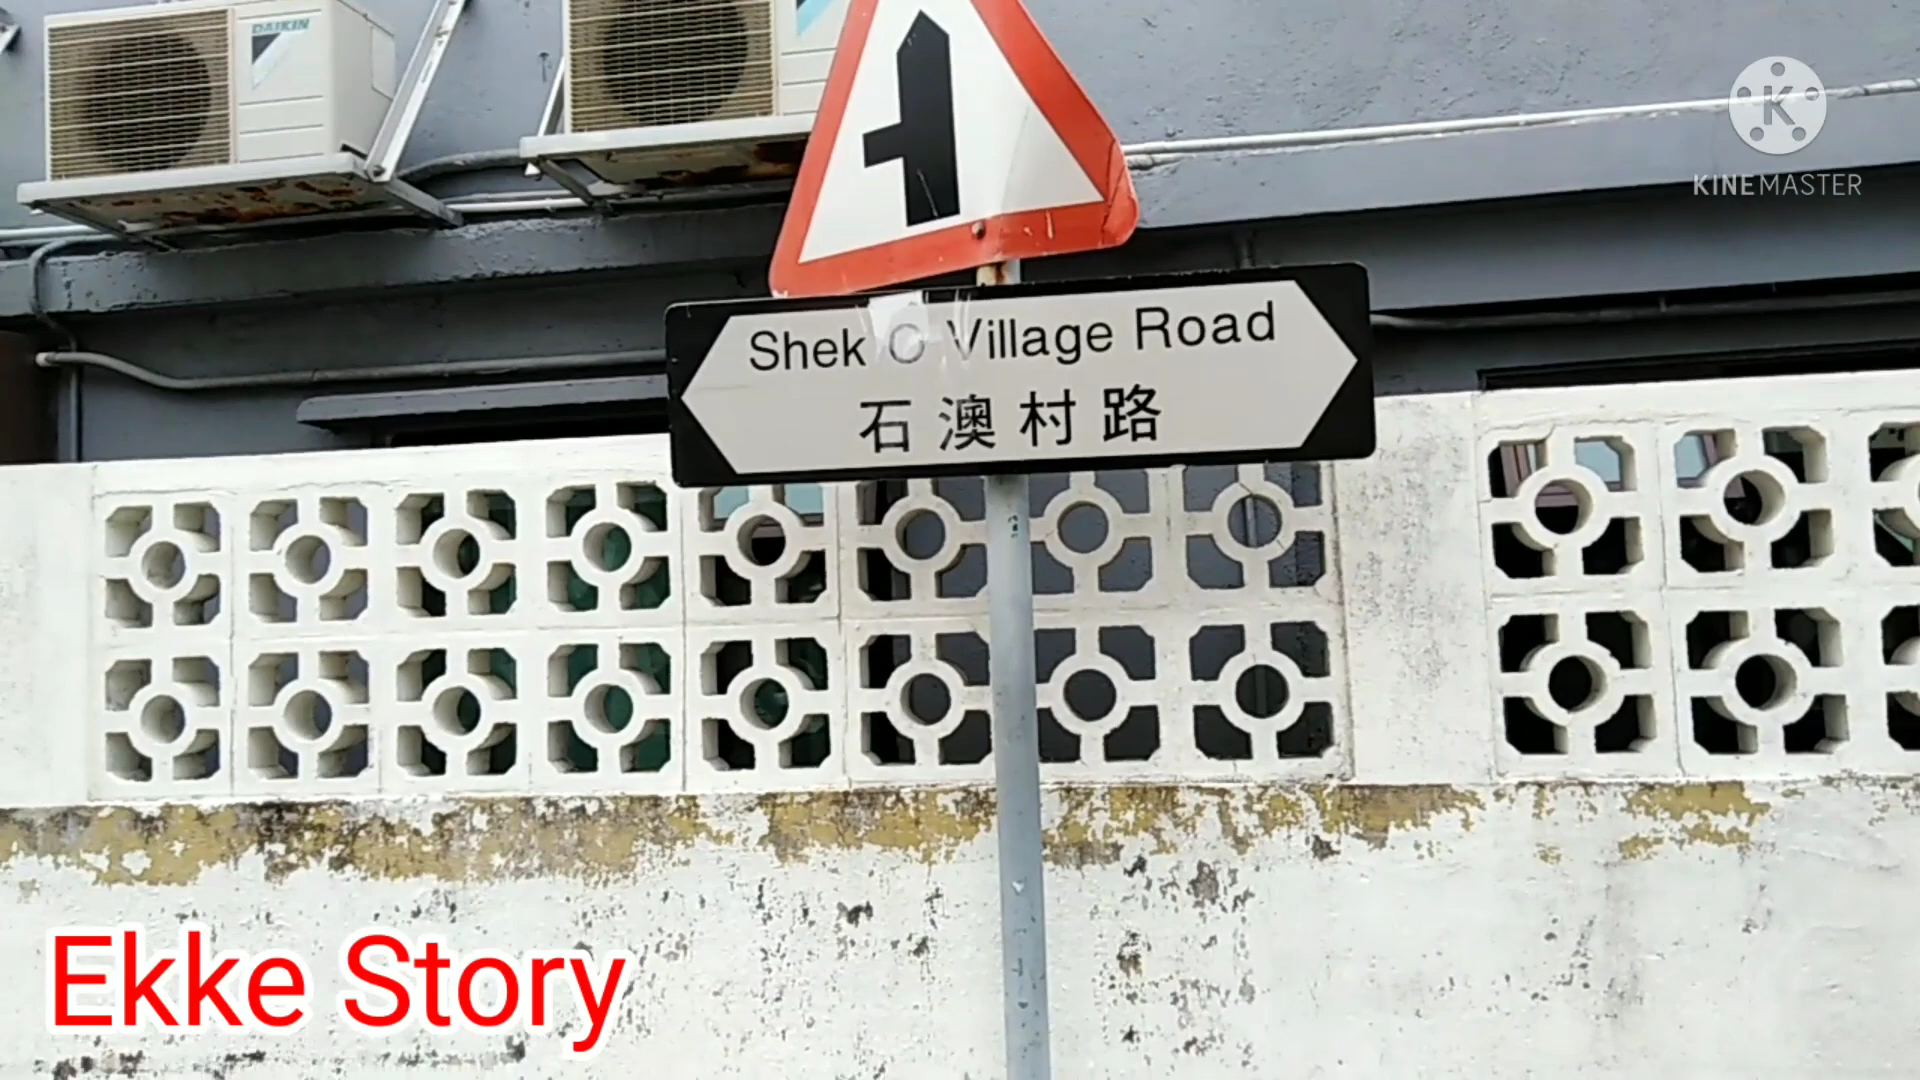 DAIKIN
KINEMASTER
Shek O Village Road
石澳村路
Ekke Story